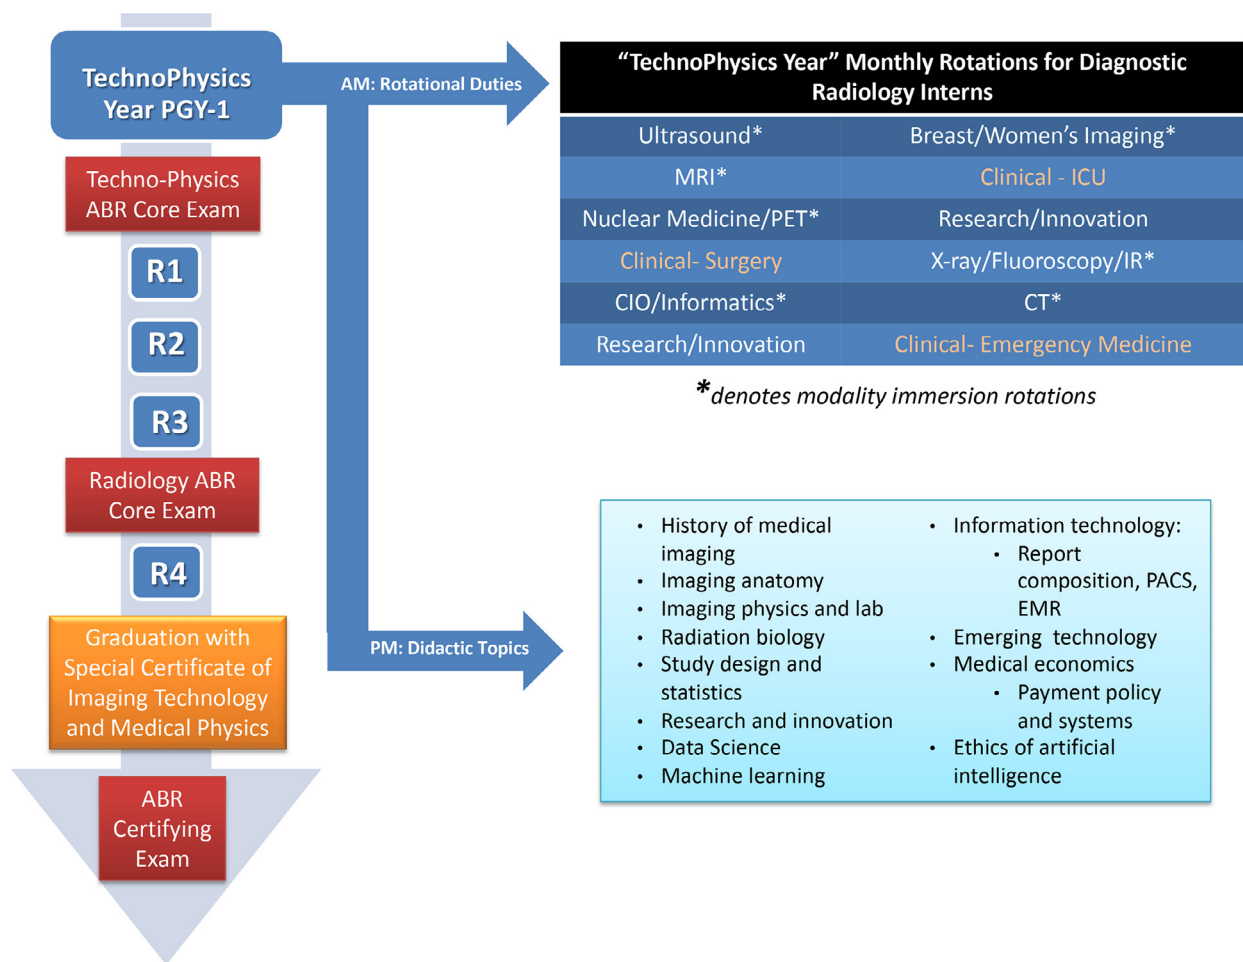 TechnoPhysics
Year PGY-1
Techno-Physics
ABR Core Exam
R1
R2
R3
Radiology ABR
Core Exam
R4
Graduation with
Special Certificate of
Imaging Technology
and Medical Physics
ABR
Certifying
Exam
AM: Rotational Duties
PM: Didactic Topics
“TechnoPhysics Year” Monthly Rotations for Diagnostic
Radiology Interns
Ultrasound* Breast/Women’s Imaging*
MRI* Clinical - ICU
Nuclear Medicine/PET* Research/Innovation
Clinical- Surgery X-ray/Fluoroscopy/IR*
CIO/Informatics* CT*
Research/Innovation Clinical- Emergency Medicine
*denotes modality immersion rotations
• History of medical
imaging
• Imaging anatomy
• Imaging physics and lab
• Radiation biology
• Study design and
statistics
• Research and innovation
• Data Science
• Machine learning
• Information technology:
• Report
composition, PACS,
EMR
• Emerging technology
• Medical economics
• Payment policy
and systems
• Ethics of artificial
intelligence